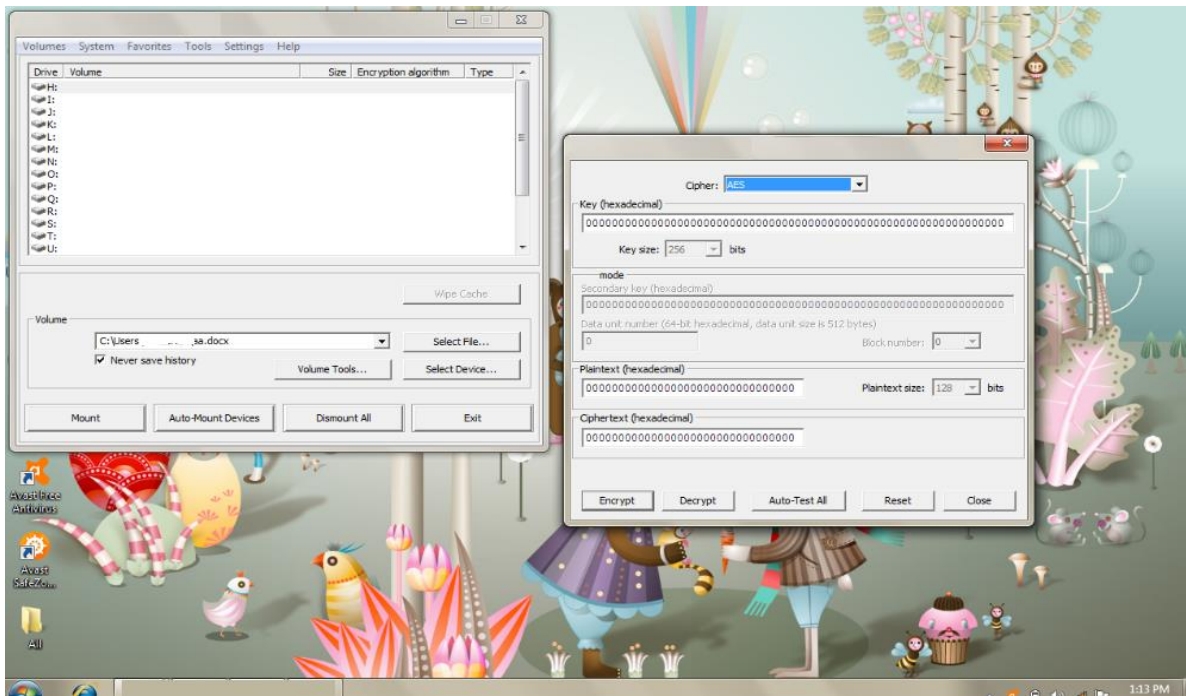 Volumes System Favorites Tools Settings Help
Drive Volume Size Encryption algorithm Type
H:
I:
J:
K:
L:
M:
N:
O:
P:
Q:
R:
S:
T:
U:
Wipe Cache
Volume
C:\Users sa.docx
Select File...
Never save history
Volume Tools...
Select Device...
Mount
Auto-Mount Devices
Dismount All
Exit
Cipher: AES
Key (hexadecimal)
0000000000000000000000000000000000000000000000000000000000000000
Key size: 256 bits
mode
Secondary key (hexadecimal)
0000000000000000000000000000000000000000000000000000000000000000
Data unit number (64-bit hexadecimal, data unit size is 512 bytes)
0
Block number: 0
Plaintext (hexadecimal)
00000000000000000000000000000000
Plaintext size: 128 bits
Ciphertext (hexadecimal)
00000000000000000000000000000000
Encrypt
Decrypt
Auto-Test All
Reset
Close
Avast Free
Antivirus
Avast
SafeZo...
All
1:13 PM